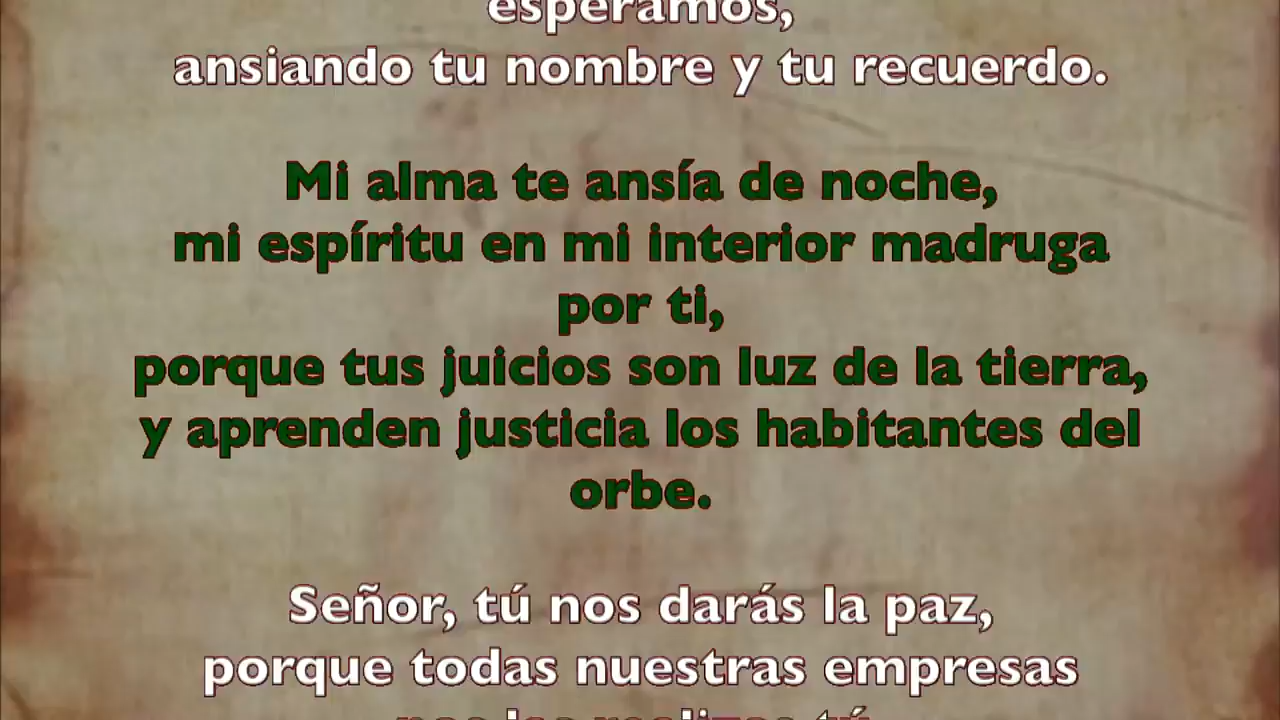 esperamos,
ansiando tu nombre y tu recuerdo.
Mi alma te ansía de noche,
mi espíritu en mi interior madruga
por ti,
porque tus juicios son luz de la tierra,
y aprenden justicia los habitantes del
orbe.
Señor, tú nos darás la paz,
porque todas nuestras empresas